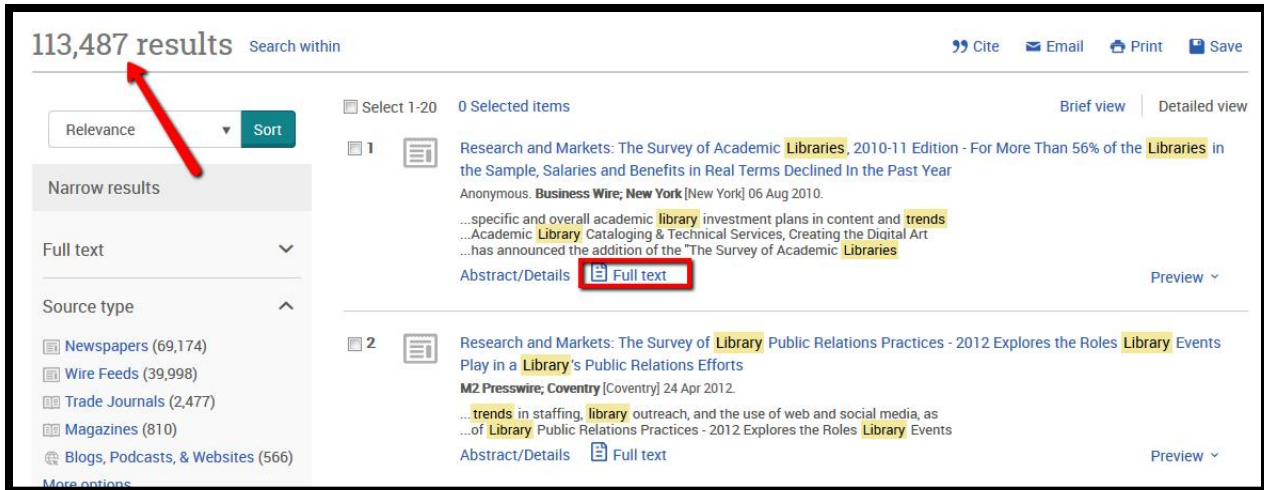 113,487 results Search within
Cite Email Print Save
Select 1-20 0 Selected items Brief view Detailed view
Relevance Sort
Narrow results
Full text
Source type
Newspapers (69,174)
Wire Feeds (39,998)
Trade Journals (2,477)
Magazines (810)
Blogs, Podcasts, & Websites (566)
More options
1 Research and Markets: The Survey of Academic Libraries, 2010-11 Edition - For More Than 56% of the Libraries in
the Sample, Salaries and Benefits in Real Terms Declined In the Past Year
Anonymous. Business Wire; New York [New York] 06 Aug 2010.
...specific and overall academic library investment plans in content and trends
...Academic Library Cataloging & Technical Services, Creating the Digital Art
...has announced the addition of the "The Survey of Academic Libraries
Abstract/Details Full text Preview
2 Research and Markets: The Survey of Library Public Relations Practices - 2012 Explores the Roles Library Events
Play in a Library's Public Relations Efforts
M2 Presswire; Coventry [Coventry] 24 Apr 2012.
...trends in staffing, library outreach, and the use of web and social media, as
...of Library Public Relations Practices - 2012 Explores the Roles Library Events
Abstract/Details Full text Preview